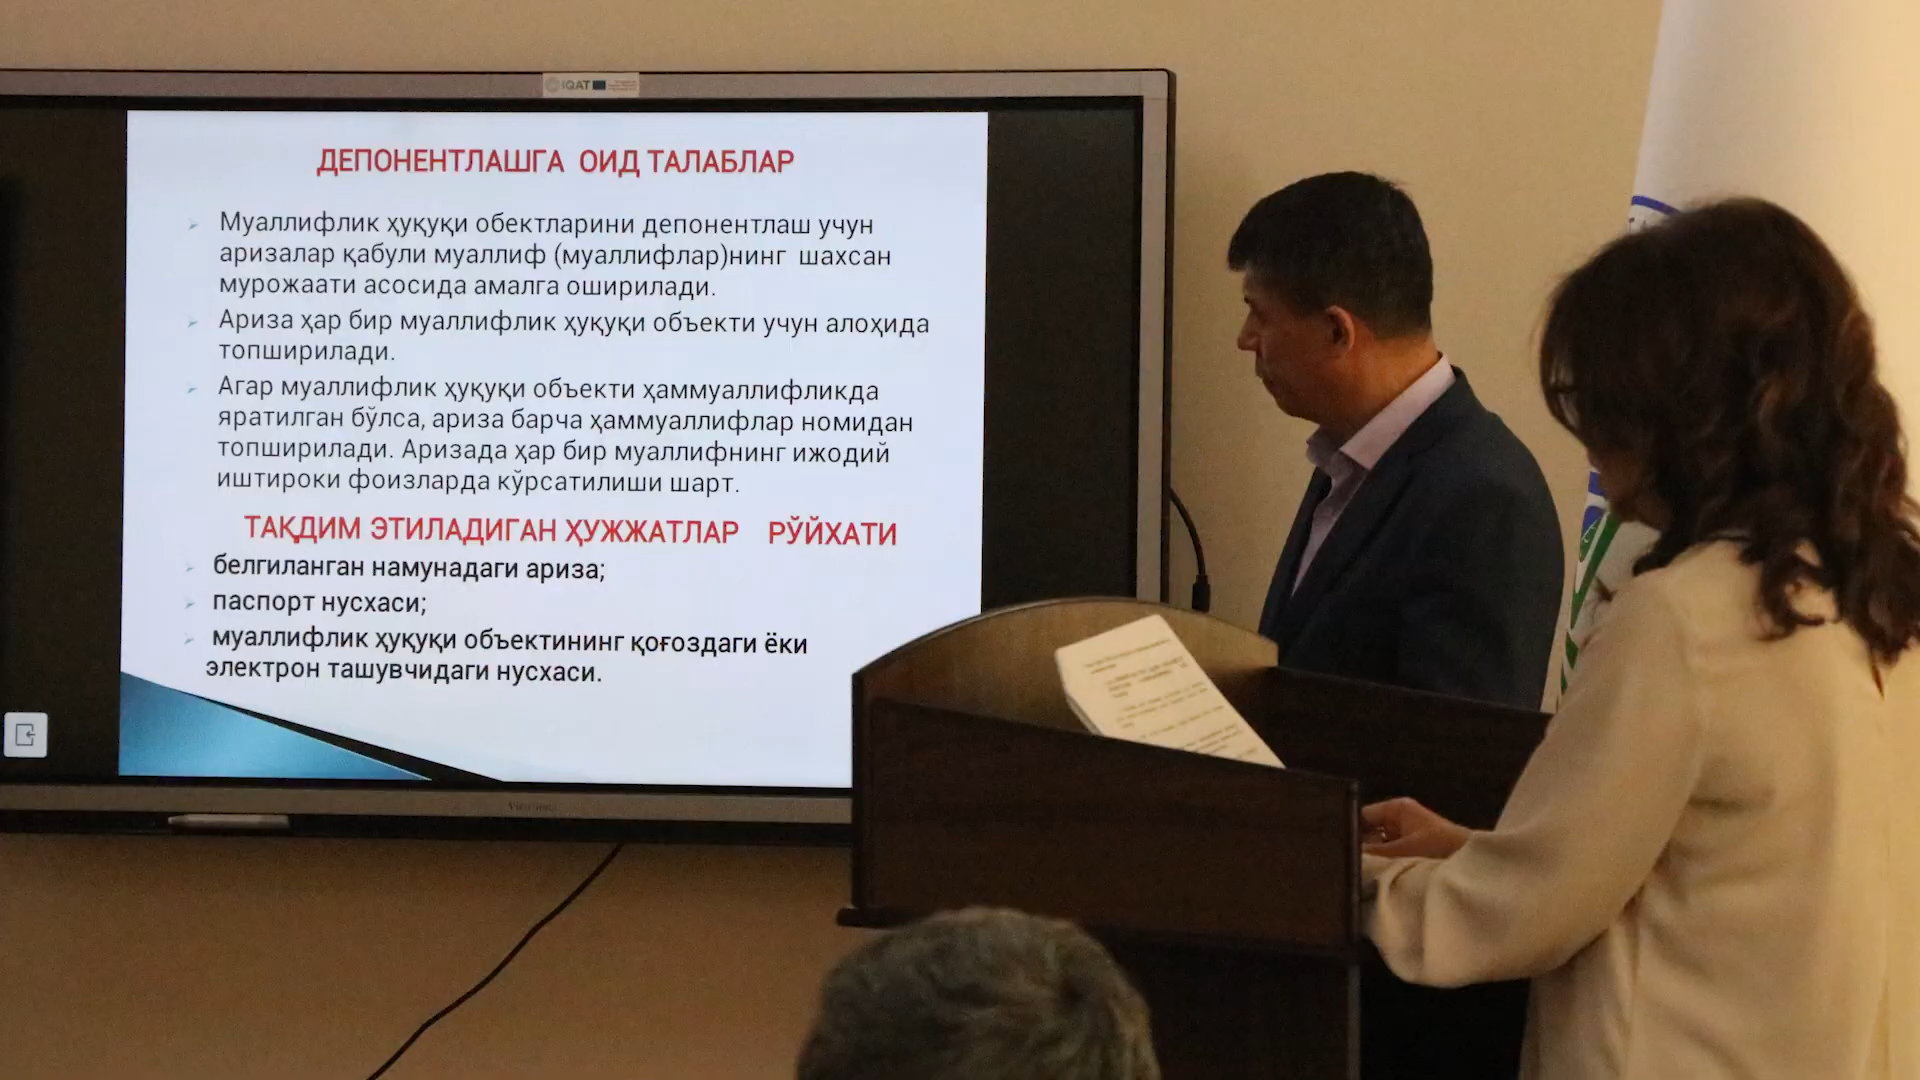 IQAT
ДЕПОНЕНТЛАШГА ОИД ТАЛАБЛАР
Муаллифлик ҳуқуқи обектларини депонентлаш учун
аризалар қабули муаллиф (муаллифлар)нинг шахсан
мурожаати асосида амалга оширилади.
Ариза ҳар бир муаллифлик ҳуқуқи объекти учун алоҳида
топширилади.
Агар муаллифлик ҳуқуқи объекти ҳаммуаллифликда
яратилган бўлса, ариза барча ҳаммуаллифлар номидан
топширилади. Аризада ҳар бир муаллифнинг ижодий
иштироки фоизларда кўрсатилиши шарт.
ТАҚДИМ ЭТИЛАДИГАН ҲУЖЖАТЛАР РЎЙХАТИ
белгиланган намунадаги ариза;
паспорт нусхаси;
муаллифлик ҳуқуқи объектининг қоғоздаги ёки
электрон ташувчидаги нусхаси.